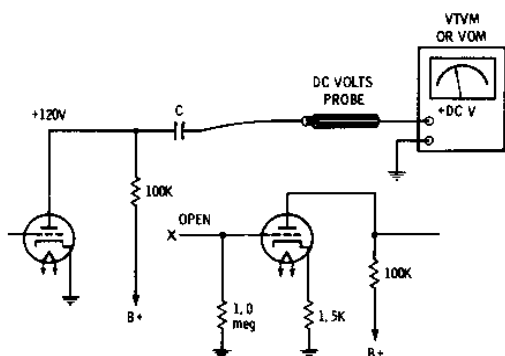 VTVM
OR VOM
DC VOLTS
PROBE
+DC V
+120V
C
100K
OPEN
X
100K
B+
1.0
meg
1.5K
B+